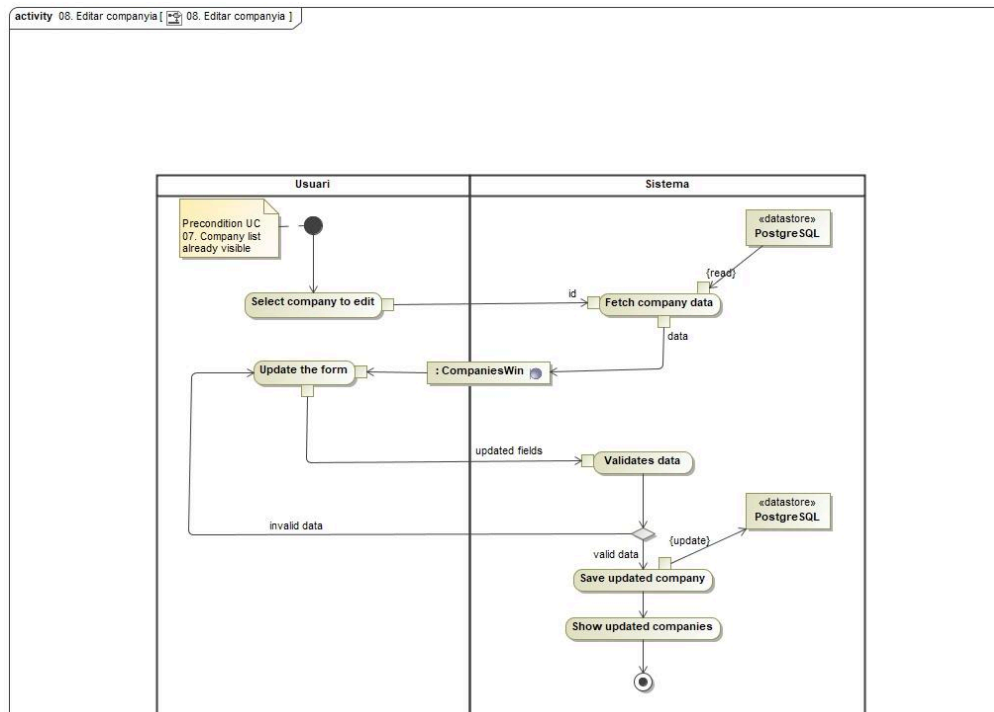 activity 08. Editar companyia [ 08. Editar companyia ]
Usuari
Sistema
Precondition UC
07. Company list
already visible
«datastore»
PostgreSQL
{read}
Select company to edit
id
Fetch company data
data
Update the form
: CompaniesWin
updated fields
Validates data
«datastore»
PostgreSQL
invalid data
{update}
valid data
Save updated company
Show updated companies